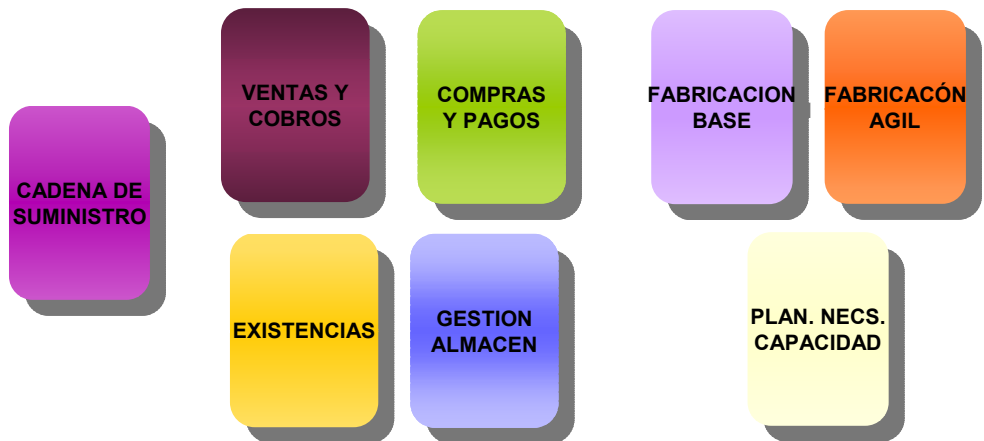 VENTAS Y
COBROS
COMPRAS
Y PAGOS
FABRICACION
BASE
FABRICACÓN
AGIL
CADENA DE
SUMINISTRO
EXISTENCIAS
GESTION
ALMACEN
PLAN. NECS.
CAPACIDAD